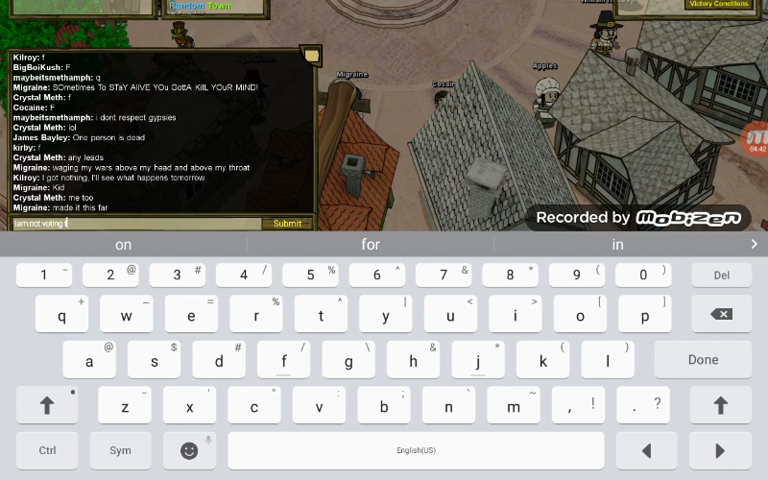 Random Town
Victory Conditions
Kilroy: f
BigBoiKush: F
maybeitsmethamph: q
Migraine: SOmetimes To STaY AliVE YOu GottA KilL YOuR MiND!
Crystal Meth: f
Cocaine: F
maybeitsmethamph: i dont respect gypsies
Crystal Meth: lol
James Bayley: One person is dead
kirby: f
Crystal Meth: any leads
Migraine: waging my wars above my head and above my throat
Kilroy: I got nothing, I'll see what happens tomorrow
Migraine: Kid
Crystal Meth: me too
Migraine: made it this far
I am not voting f
Submit
Migraine
Cocain
Apples
04:42
Recorded by mobizen
on for in
1 - 2 @ 3 # 4 / 5 % 6 ^ 7 & 8 * 9 ( 0 ) Del
q + w _ e = r % t ^ y | u < i > o [ p ]
a @ s $ d # f / g \ h & j * k ( l ) Done
z - x ' c " v : b ; n , m ~ , ! . ?
Ctrl Sym English(US)